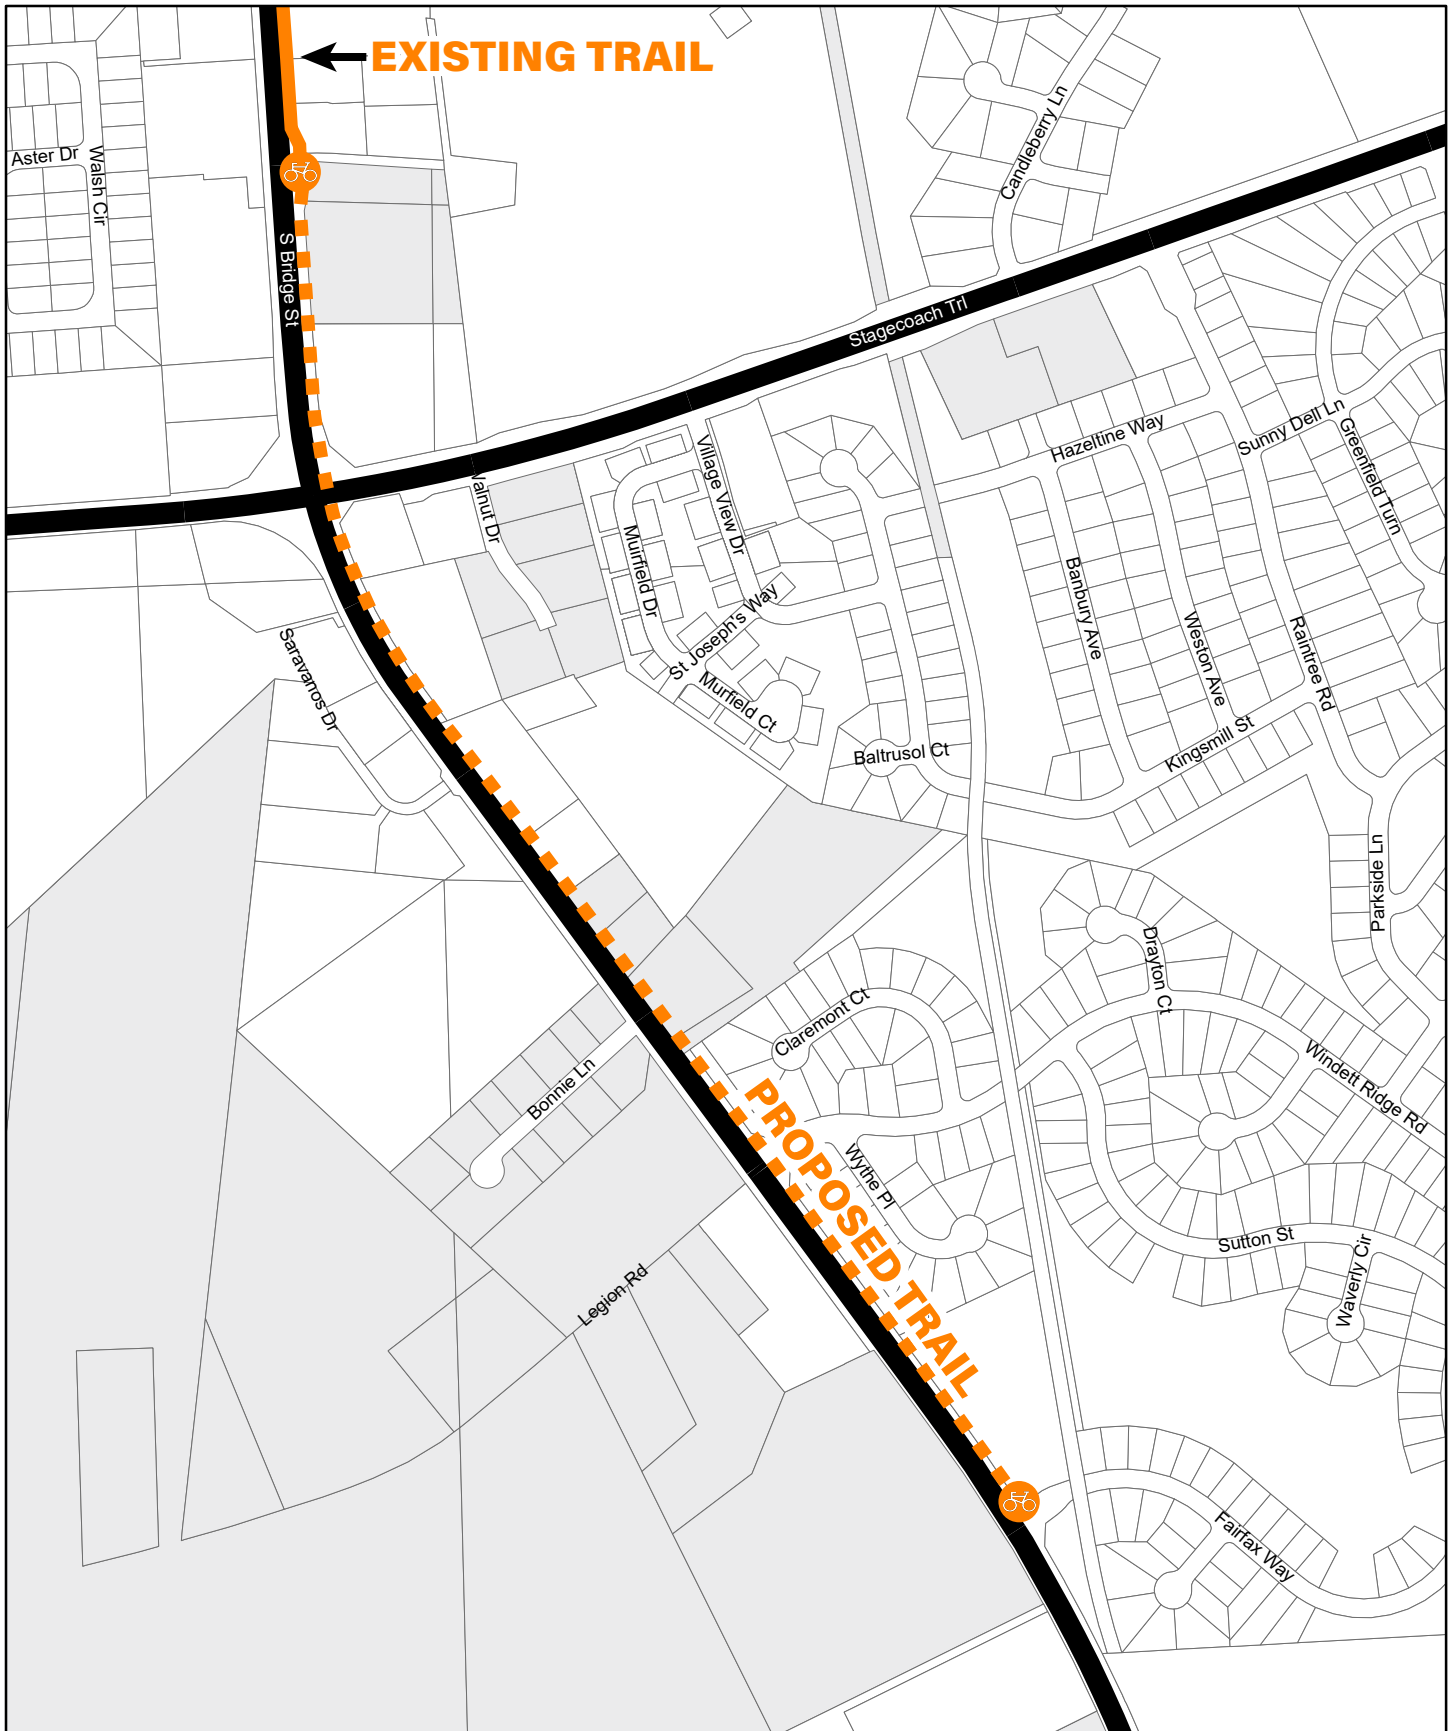 EXISTING TRAIL
Candleberry Ln
Aster Dr
Walsh Cir
S Bridge St
Stagecoach Trl
Hazeltine Way
Sunny Dell Ln
Greenfield Turn
Village View Dr
Walnut Dr
Muirfield Dr
Banbury Ave
St Joseph's Way
Weston Ave
Raintree Rd
Saravanos Dr
Murfield Ct
Baltrusol Ct
Kingsmill St
Parkside Ln
Drayton Ct
Claremont Ct
Windett Ridge Rd
Bonnie Ln
PROPOSED TRAIL
Wythe Pl
Sutton St
Waverly Cir
Legion Rd
Fairfax Way